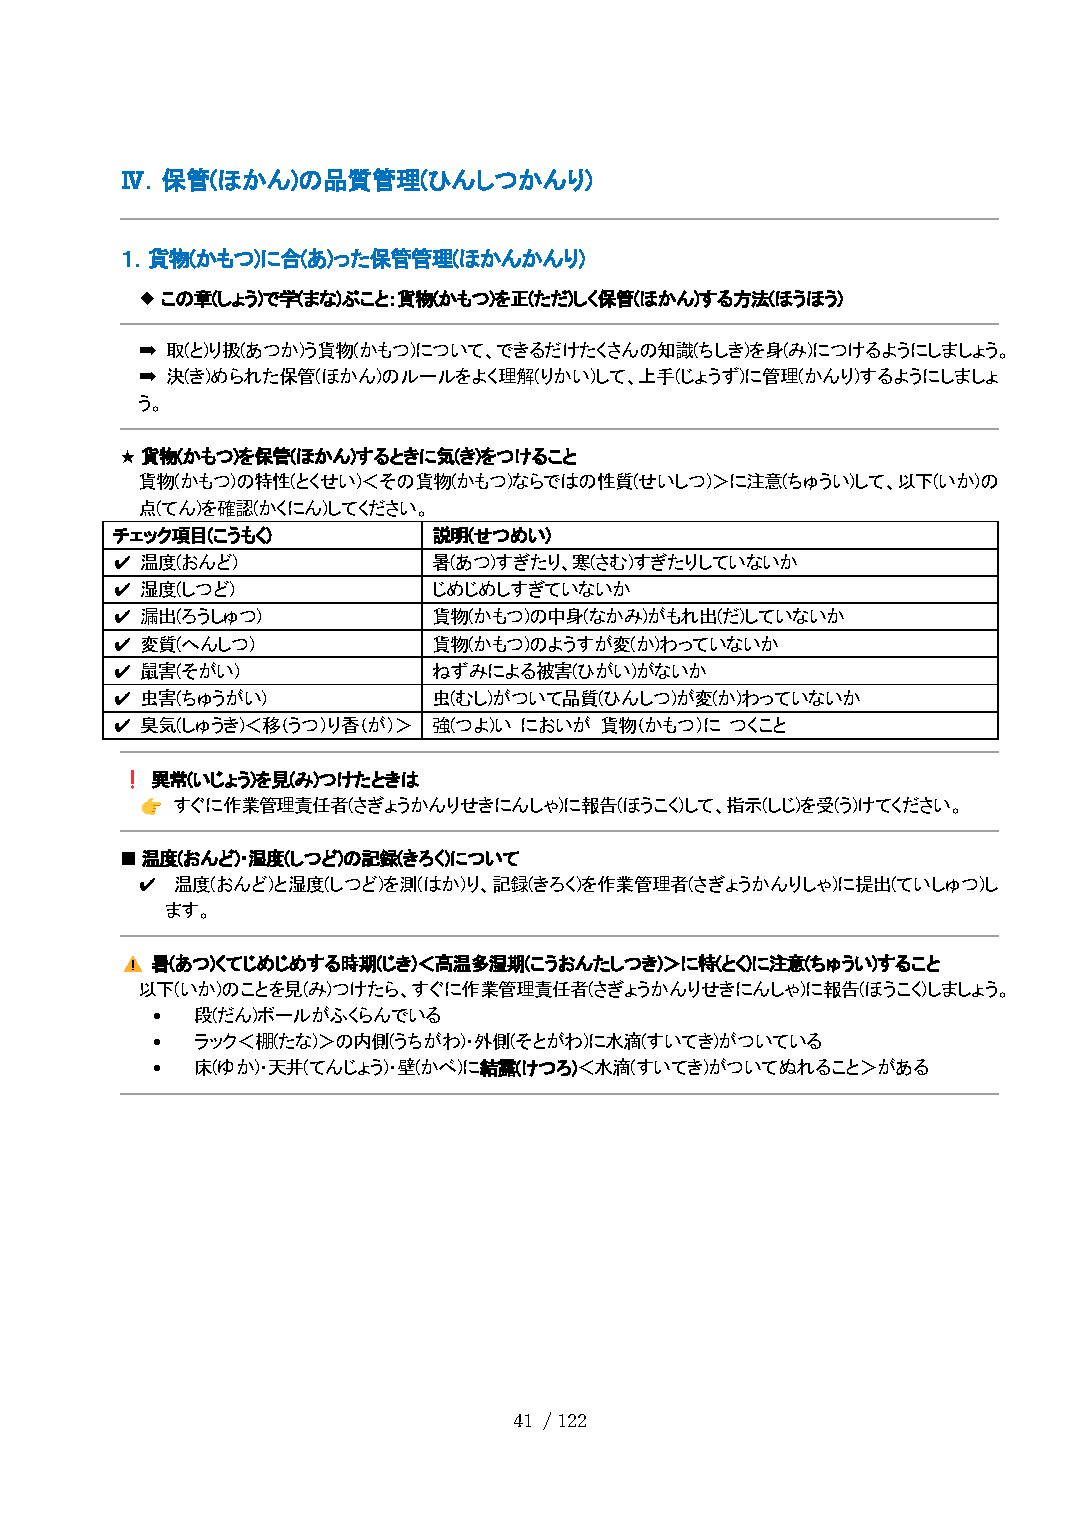 Ⅳ．保管(ほかん)の品質管理(ひんしつかんり)
１．貨物(かもつ)に合(あ)った保管管理(ほかんかんり)
◆ この章(しょう)で学(まな)ぶこと：貨物(かもつ)を正(ただ)しく保管(ほかん)する方法(ほうほう)
➡ 取(と)り扱(あつか)う貨物(かもつ)について、できるだけたくさんの知識(ちしき)を身(み)につけるようにしましょう。
➡ 決(き)められた保管(ほかん)のルールをよく理解(りかい)して、上手(じょうず)に管理(かんり)するようにしましょ
う。
★ 貨物(かもつ)を保管(ほかん)するときに気(き)をつけること
貨物(かもつ)の特性(とくせい)＜その貨物(かもつ)ならではの性質(せいしつ)＞に注意(ちゅうい)して、以下(いか)の
点(てん)を確認(かくにん)してください。
チェック項目(こうもく) 説明(せつめい)
✔ 温度(おんど) 暑(あつ)すぎたり、寒(さむ)すぎたりしていないか
✔ 湿度(しつど) じめじめしすぎていないか
✔ 漏出(ろうしゅつ) 貨物(かもつ)の中身(なかみ)がもれ出(だ)していないか
✔ 変質(へんしつ) 貨物(かもつ)のようすが変(か)わっていないか
✔ 鼠害(そがい) ねずみによる被害(ひがい)がないか
✔ 虫害(ちゅうがい) 虫(むし)がついて品質(ひんしつ)が変(か)わっていないか
✔ 臭気(しゅうき)＜移(うつ)り香(が)＞ 強(つよ)い においが 貨物(かもつ)に つくこと
❗ 異常(いじょう)を見(み)つけたときは
👉 すぐに作業管理責任者(さぎょうかんりせきにんしゃ)に報告(ほうこく)して、指示(しじ)を受(う)けてください。
■ 温度(おんど)・湿度(しつど)の記録(きろく)について
✔ 温度(おんど)と湿度(しつど)を測(はか)り、記録(きろく)を作業管理者(さぎょうかんりしゃ)に提出(ていしゅつ)し
ます。
⚠ 暑(あつ)くてじめじめする時期(じき)＜高温多湿期(こうおんたしつき)＞に特(とく)に注意(ちゅうい)すること
以下(いか)のことを見(み)つけたら、すぐに作業管理責任者(さぎょうかんりせきにんしゃ)に報告(ほうこく)しましょう。
• 段(だん)ボールがふくらんでいる
• ラック＜棚(たな)＞の内側(うちがわ)・外側(そとがわ)に水滴(すいてき)がついている
• 床(ゆか)・天井(てんじょう)・壁(かべ)に結露(けつろ)＜水滴(すいてき)がついてぬれること＞がある
41 / 122